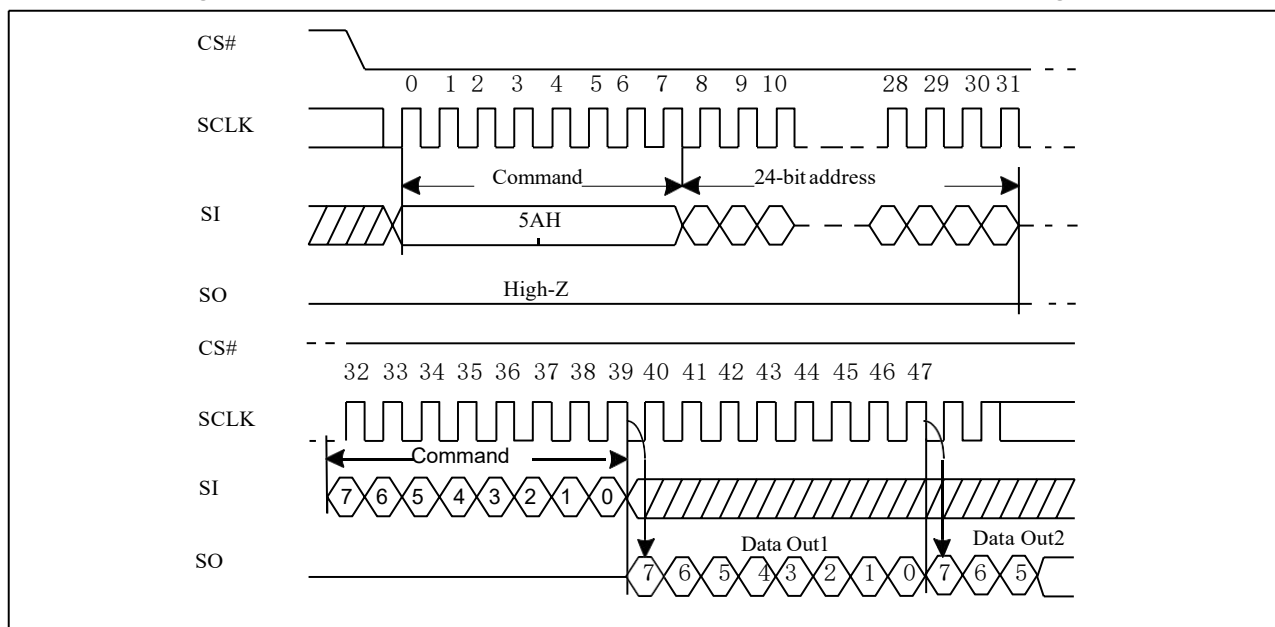 CS#
0 1 2 3 4 5 6 7 8 9 10 28 29 30 31
SCLK
Command 24-bit address
SI
5AH
SO
High-Z
CS#
32 33 34 35 36 37 38 39 40 41 42 43 44 45 46 47
SCLK
Command
SI
7 6 5 4 3 2 1 0
Data Out1 Data Out2
SO
7 6 5 4 3 2 1 0 7 6 5